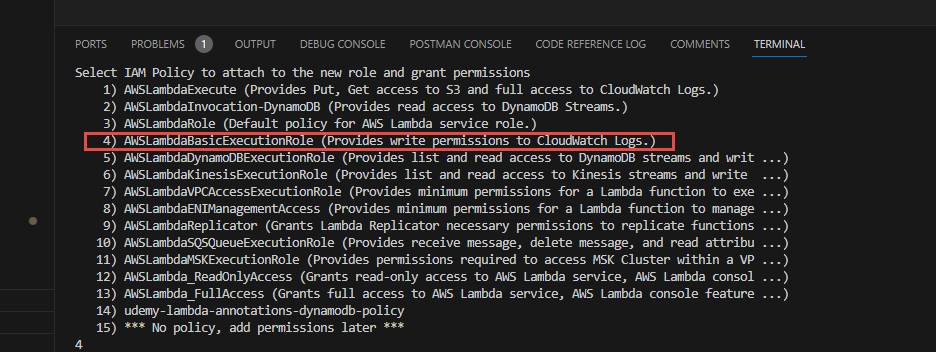 PORTS PROBLEMS 1 OUTPUT DEBUG CONSOLE POSTMAN CONSOLE CODE REFERENCE LOG COMMENTS TERMINAL
Select IAM Policy to attach to the new role and grant permissions
1) AWSLambdaExecute (Provides Put, Get access to S3 and full access to CloudWatch Logs.)
2) AWSLambdaInvocation-DynamoDB (Provides read access to DynamoDB Streams.)
3) AWSLambdaRole (Default policy for AWS Lambda service role.)
4) AWSLambdaBasicExecutionRole (Provides write permissions to CloudWatch Logs.)
5) AWSLambdaDynamoDBExecutionRole (Provides list and read access to DynamoDB streams and writ ...)
6) AWSLambdaKinesisExecutionRole (Provides list and read access to Kinesis streams and write  ...)
7) AWSLambdaVPCAccessExecutionRole (Provides minimum permissions for a Lambda function to exe ...)
8) AWSLambdaENIManagementAccess (Provides minimum permissions for a Lambda function to manage ...)
9) AWSLambdaReplicator (Grants Lambda Replicator necessary permissions to replicate functions ...)
10) AWSLambdaSQSQueueExecutionRole (Provides receive message, delete message, and read attribu ...)
11) AWSLambdaMSKExecutionRole (Provides permissions required to access MSK Cluster within a VP ...)
12) AWSLambda_ReadOnlyAccess (Grants read-only access to AWS Lambda service, AWS Lambda consol ...)
13) AWSLambda_FullAccess (Grants full access to AWS Lambda service, AWS Lambda console feature ...)
14) udemy-lambda-annotations-dynamodb-policy
15) *** No policy, add permissions later ***
4